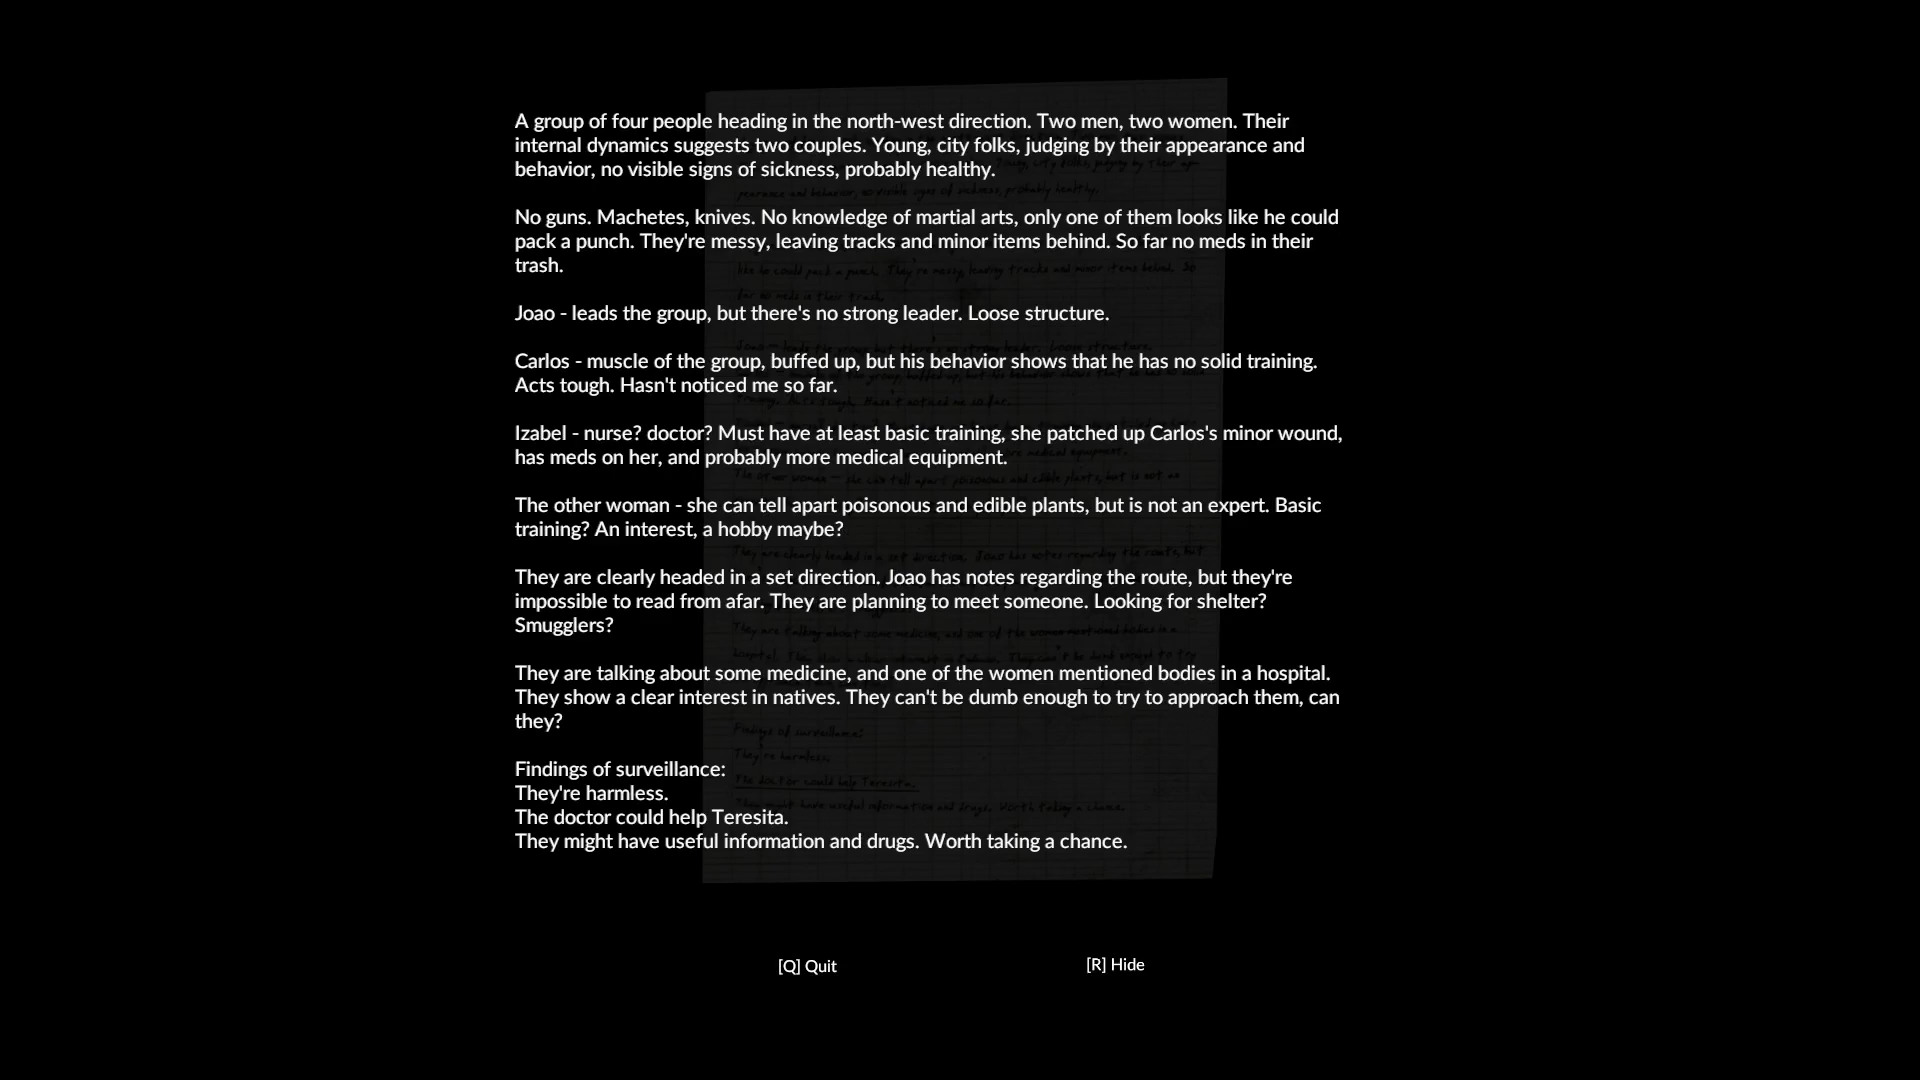 A group of four people heading in the north-west direction. Two men, two women. Their
internal dynamics suggests two couples. Young, city folks, judging by their appearance and
behavior, no visible signs of sickness, probably healthy.
No guns. Machetes, knives. No knowledge of martial arts, only one of them looks like he could
pack a punch. They're messy, leaving tracks and minor items behind. So far no meds in their
trash.
Joao - leads the group, but there's no strong leader. Loose structure.
Carlos - muscle of the group, buffed up, but his behavior shows that he has no solid training.
Acts tough. Hasn't noticed me so far.
Izabel - nurse? doctor? Must have at least basic training, she patched up Carlos's minor wound,
has meds on her, and probably more medical equipment.
The other woman - she can tell apart poisonous and edible plants, but is not an expert. Basic
training? An interest, a hobby maybe?
They are clearly headed in a set direction. Joao has notes regarding the route, but they're
impossible to read from afar. They are planning to meet someone. Looking for shelter?
Smugglers?
They are talking about some medicine, and one of the women mentioned bodies in a hospital.
They show a clear interest in natives. They can't be dumb enough to try to approach them, can
they?
Findings of surveillance:
They're harmless.
The doctor could help Teresita.
They might have useful information and drugs. Worth taking a chance.
[Q] Quit
[R] Hide